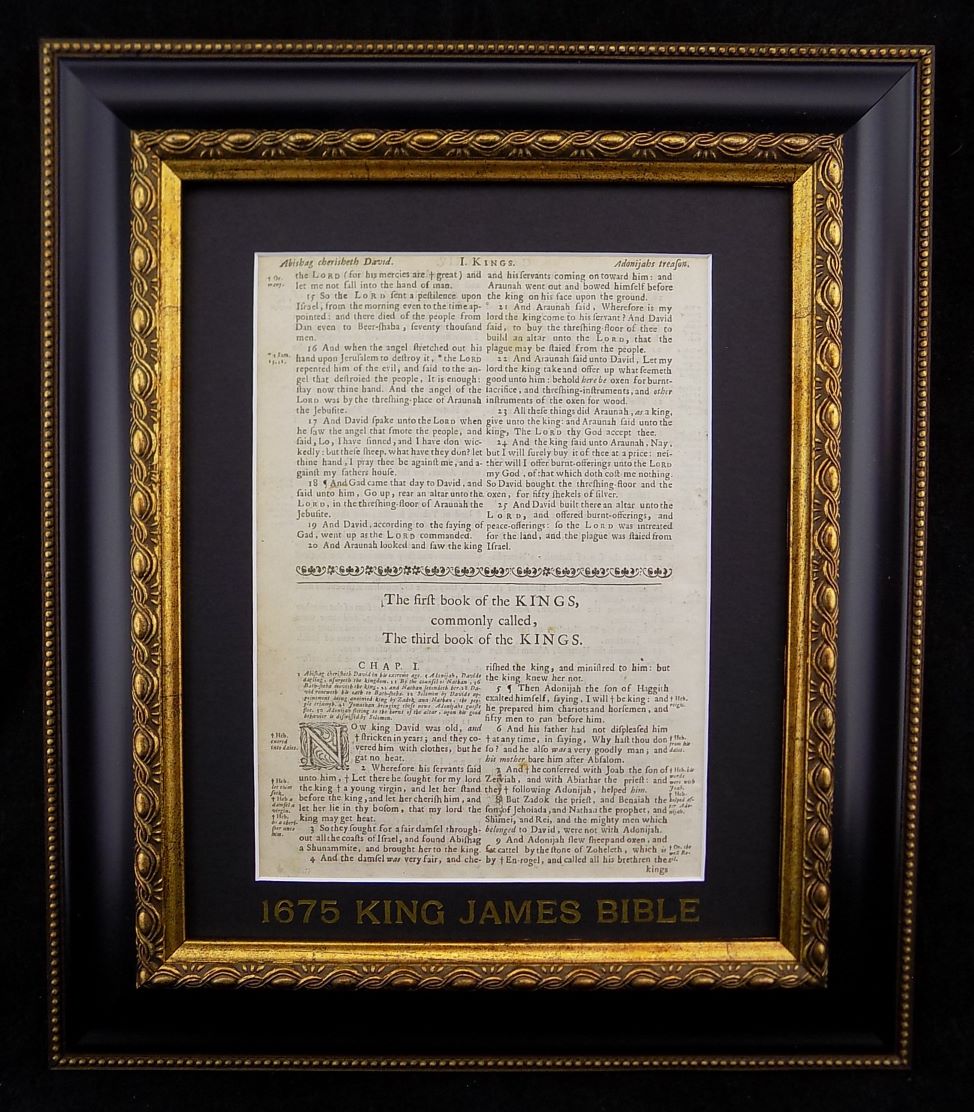 Abishag cherisheth David. I. KINGS. Adonijahs treason.
the LORD (for his mercies are † great) and
let me not fall into the hand of man.
15 So the LORD sent a pestilence upon
Israel, from the morning even to the time ap-
pointed: and there died of the people from
Dan even to Beer-sheba, seventy thousand
men.
16 And when the angel stretched out his
hand upon Jerusalem to destroy it, * the LORD
repented him of the evil, and said to the an-
gel that destroied the people, It is enough:
stay now thine hand. And the angel of the
LORD was by the threshing-place of Araunah
the Jebusite.
17 And David spake unto the LORD when
he saw the angel that smote the people, and
said, Lo, I have sinned, and I have don wic-
kedly: but these sheep, what have they don? let
thine hand, I pray thee be against me, and a-
gainst my fathers house.
18 ¶ And Gad came that day to David, and
said unto him, Go up, rear an altar unto the
LORD, in the threshing-floor of Araunah the
Jebusite.
19 And David, according to the saying of
Gad, went up as the LORD commanded.
20 And Araunah looked and saw the king
and his servants coming on toward him: and
Araunah went out and bowed himself before
the king on his face upon the ground.
21 And Araunah said, Wherefore is my
lord the king come to his servant? And David
said, to buy the threshing-floor of thee to
build an altar unto the LORD, that the
plague may be staied from the people.
22 And Araunah said unto David, Let my
lord the king take and offer up what seemeth
good unto him: behold here be oxen for burnt-
sacrifice, and threshing-instruments, and other
instruments of the oxen for wood.
23 All these things did Araunah, as a king,
give unto the king: and Araunah said unto the
king, The LORD thy God accept thee.
24 And the king said unto Araunah, Nay,
but I will surely buy it of thee at a price: nei-
ther will I offer burnt-offerings unto the LORD
my God, of that which doth cost me nothing.
So David bought the threshing-floor and the
oxen, for fifty shekels of silver.
25 And David built there an altar unto the
LORD, and offered burnt-offerings, and
peace-offerings: so the LORD was intreated
for the land, and the plague was staied from
Israel.
The first book of the KINGS,
commonly called,
The third book of the KINGS.
CHAP. I.
1 Abishag cherisheth David in his extreme age. 5 Adonijah, Davids
NOw king David was old, and
† stricken in years; and they co-
vered him with clothes, but he
gat no heat.
2 Wherefore his servants said
unto him, † Let there be sought for my lord
the king † a young virgin, and let her stand
before the king, and let her cherish him, and
let her lie in thy bosom, that my lord the
king may get heat.
3 So they sought for a fair damsel through-
out all the coasts of Israel, and found Abishag
a Shunammite, and brought her to the king.
4 And the damsel was very fair, and che-
rished the king, and ministred to him: but
the king knew her not.
5 ¶ Then Adonijah the son of Haggith
exalted himself, saying, I will † be king: and
he prepared him chariots and horsemen, and
fifty men to run before him.
6 And his father had not displeased him
† at any time, in saying, Why hast thou don
so? and he also was a very goodly man; and
his mother bare him after Absalom.
7 And † he conferred with Joab the son of
Zeruiah, and with Abiathar the priest: and
they † following Adonijah, helped him.
8 But Zadok the priest, and Benaiah the
son of Jehoiada, and Nathan the prophet, and
Shimei, and Rei, and the mighty men which
belonged to David, were not with Adonijah.
9 And Adonijah slew sheep and oxen, and
fat cattel by the stone of Zoheleth, which is
by † En-rogel, and called all his brethren the
kings
1675 KING JAMES BIBLE